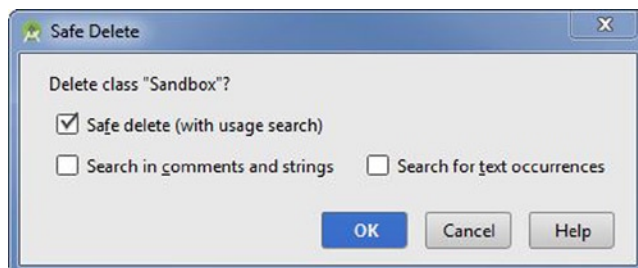 Safe Delete
Delete class "Sandbox"?
Safe delete (with usage search)
Search in comments and strings Search for text occurrences
OK Cancel Help